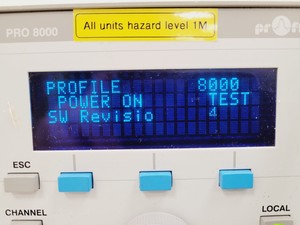 PRO 8000
All units hazard level 1M
PROFILE 8000
POWER ON TEST
SW Revisio 4
ESC
CHANNEL
LOCAL